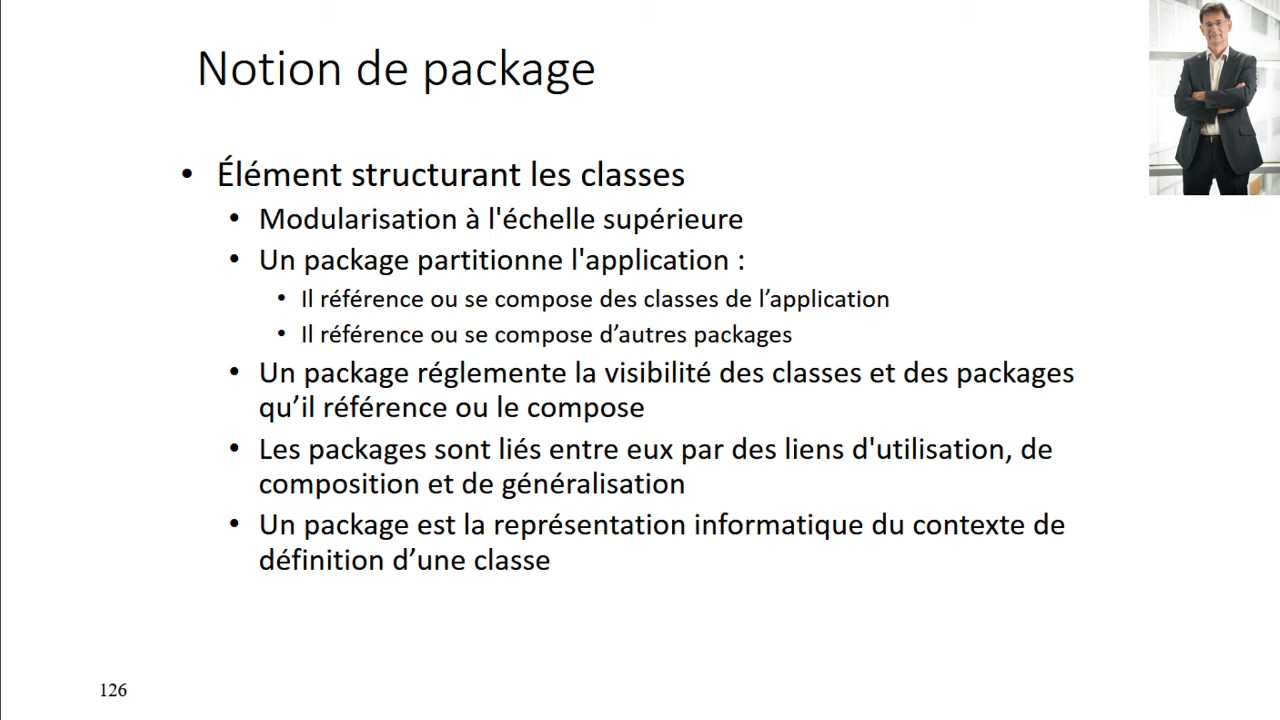 Notion de package
• Élément structurant les classes
• Modularisation à l'échelle supérieure
• Un package partitionne l'application :
• Il référence ou se compose des classes de l’application
• Il référence ou se compose d’autres packages
• Un package réglemente la visibilité des classes et des packages
qu’il référence ou le compose
• Les packages sont liés entre eux par des liens d'utilisation, de
composition et de généralisation
• Un package est la représentation informatique du contexte de
définition d’une classe
126